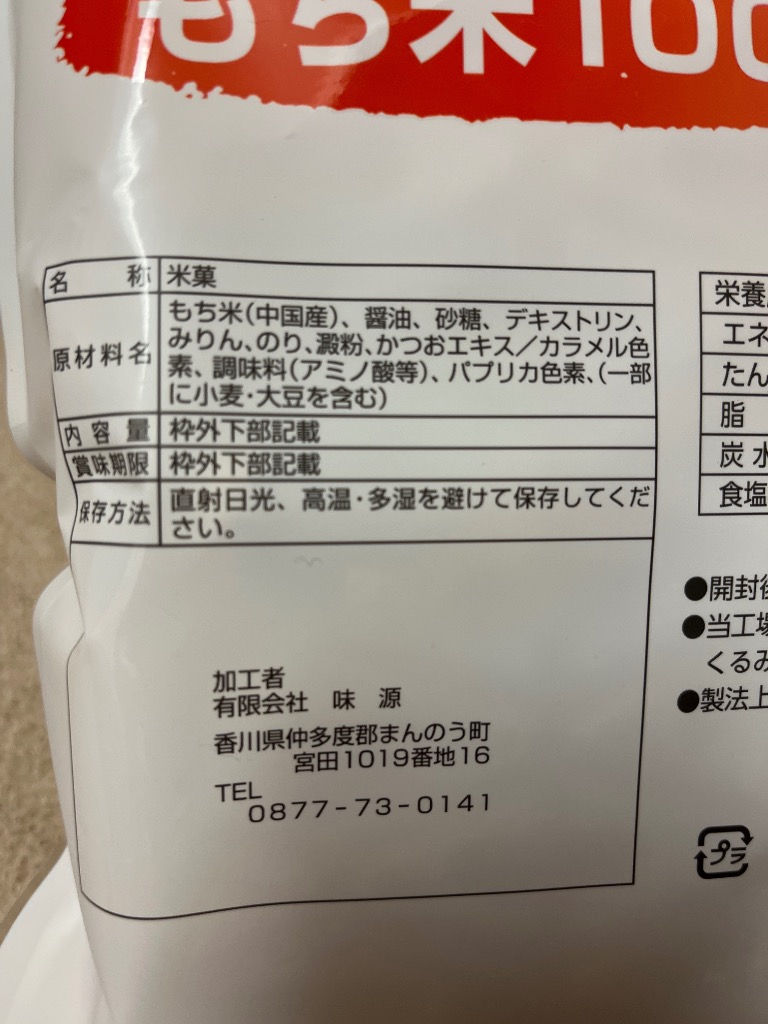 もち米100
名称 米菓
原材料名 もち米(中国産)、醤油、砂糖、デキストリン、
みりん、のり、澱粉、かつおエキス／カラメル色
素、調味料(アミノ酸等)、パプリカ色素、(一部
に小麦・大豆を含む)
内容量 枠外下部記載
賞味期限 枠外下部記載
保存方法 直射日光、高温・多湿を避けて保存してくだ
さい。
加工者
有限会社 味源
香川県仲多度郡まんのう町
宮田1019番地16
TEL
0877-73-0141
栄養
エネ
たん
脂
炭水
食塩
●開封後
●当工場
くるみ
●製法上
プラ